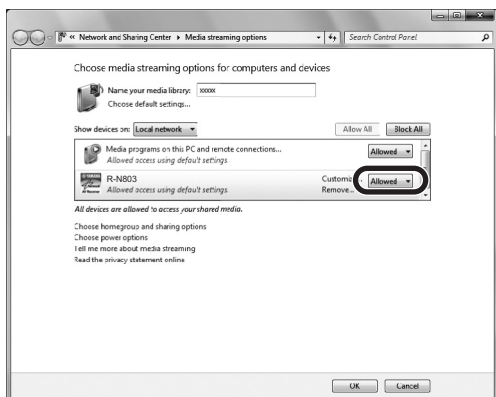 « Network and Sharing Center ▸ Media streaming options
Search Control Panel
Choose media streaming options for computers and devices
Name your media library: xxxxx
Choose default settings...
Show devices on: Local network
Allow All
Block All
Media programs on this PC and remote connections...
Allowed access using default settings
Allowed
R-N803
Allowed access using default settings
Remove...
Allowed
All devices are allowed to access your shared media.
Choose homegroup and sharing options
Choose power options
Tell me more about media streaming
Read the privacy statement online
OK
Cancel